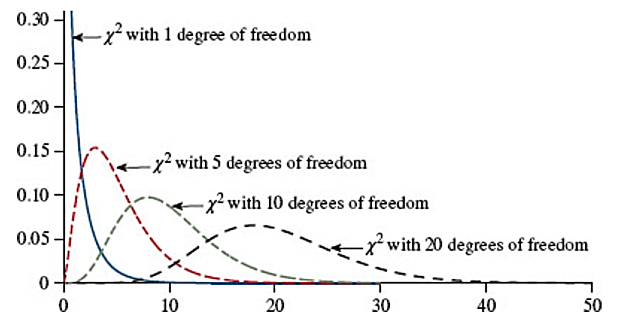 0.30
χ² with 1 degree of freedom
0.25
0.20
0.15
χ² with 5 degrees of freedom
0.10
χ² with 10 degrees of freedom
0.05
χ² with 20 degrees of freedom
0
0 10 20 30 40 50